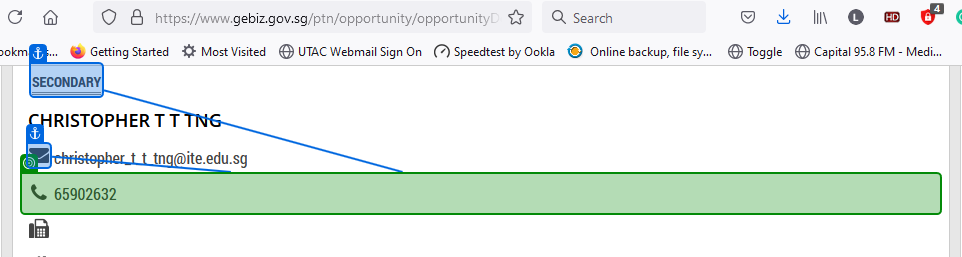 https://www.gebiz.gov.sg/ptn/opportunity/opportunityD
Search
L
HD
4
Getting Started
Most Visited
UTAC Webmail Sign On
Speedtest by Ookla
Online backup, file sy…
Toggle
Capital 95.8 FM - Medi…
SECONDARY
CHRISTOPHER T T TNG
christopher_t_t_tng@ite.edu.sg
65902632